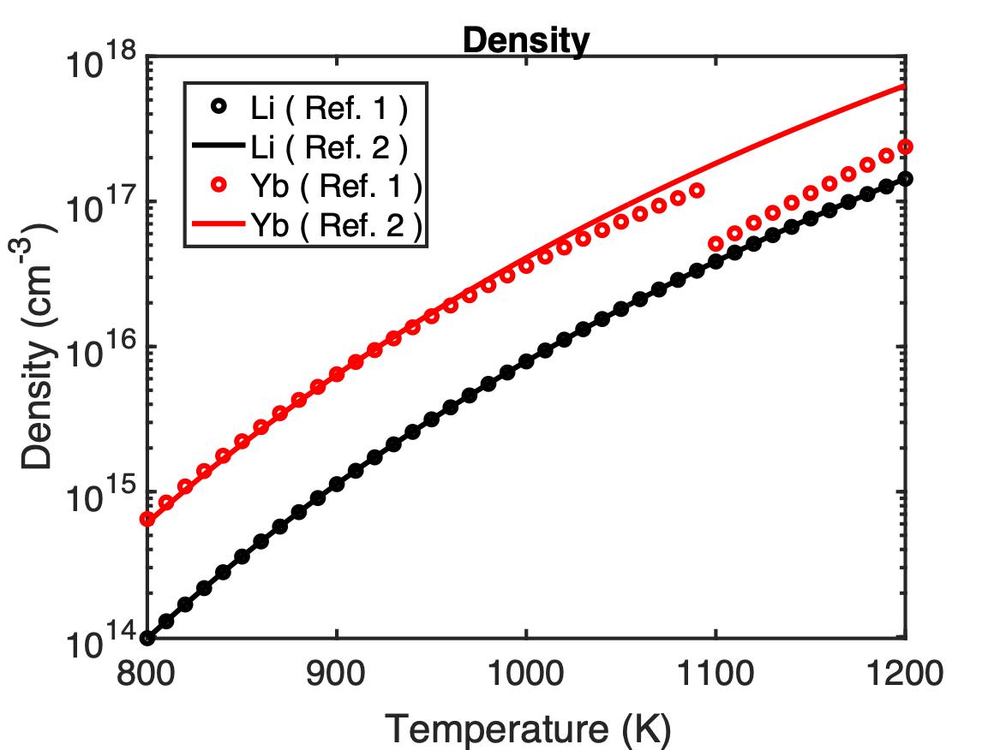 Density
10^18
10^17
10^16
10^15
10^14
Density (cm^-3)
Li ( Ref. 1 )
Li ( Ref. 2 )
Yb ( Ref. 1 )
Yb ( Ref. 2 )
800 900 1000 1100 1200
Temperature (K)